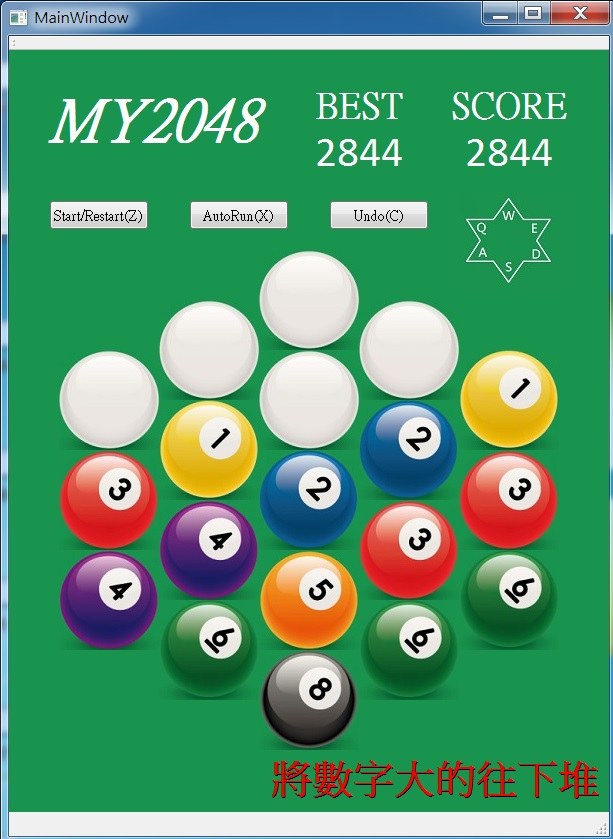 MainWindow
MY2048 BEST SCORE
2844 2844
Start/Restart(Z) AutoRun(X) Undo(C)
W
Q E
A D
S
1
2
1
3 2 3
4 3
4 5 6
6 6
8
將數字大的往下堆